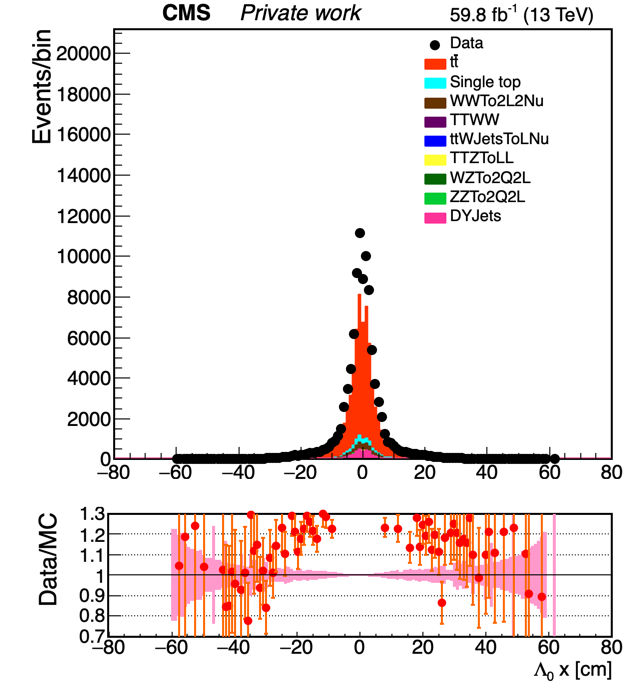 CMS Private work 59.8 fb⁻¹ (13 TeV)
Events/bin
20000
18000
16000
14000
12000
10000
8000
6000
4000
2000
0
Data
tt̄
Single top
WWTo2L2Nu
TTWW
ttWJetsToLNu
TTZToLL
WZTo2Q2L
ZZTo2Q2L
DYJets
−80 −60 −40 −20 0 20 40 60 80
Data/MC
1.3
1.2
1.1
1
0.9
0.8
0.7
−80 −60 −40 −20 0 20 40 60 80
Λ₀ x [cm]